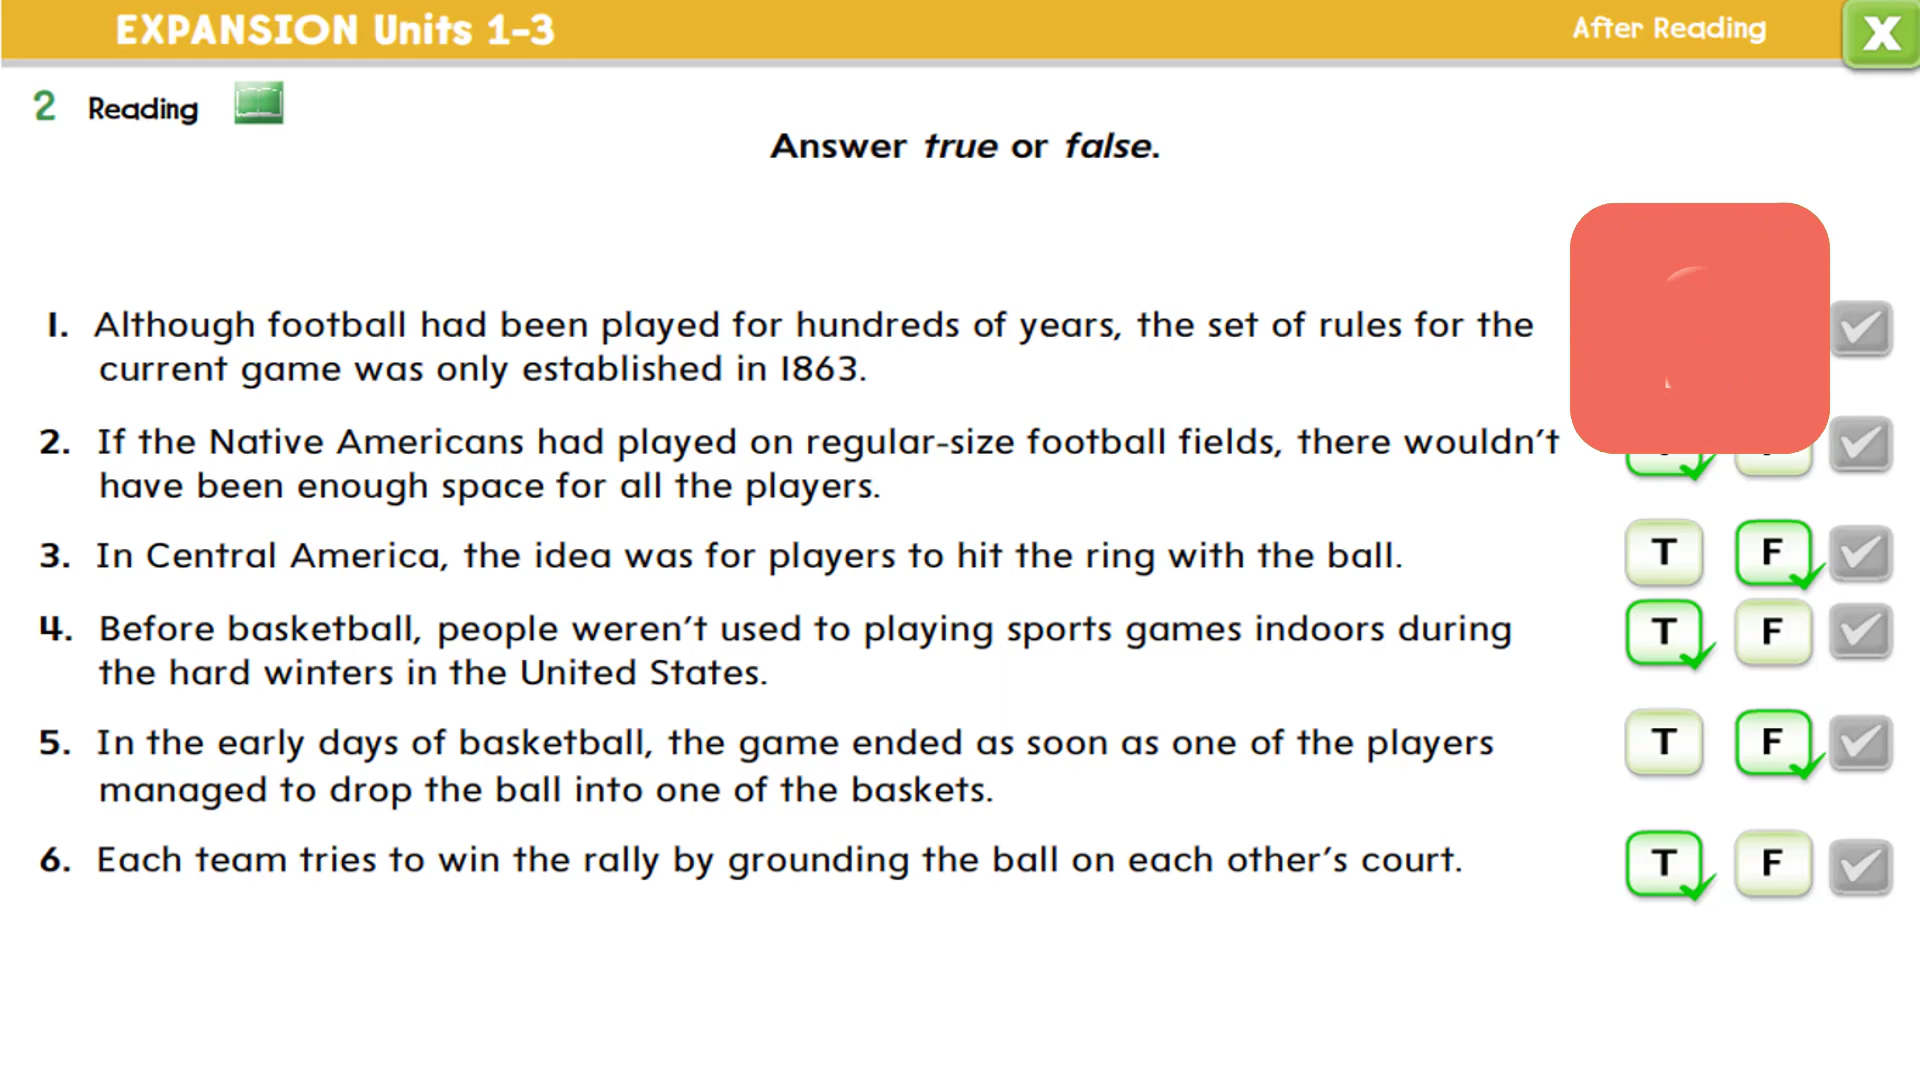 EXPANSION Units 1-3
After Reading
X
2 Reading
Answer true or false.
1. Although football had been played for hundreds of years, the set of rules for the
current game was only established in 1863.
2. If the Native Americans had played on regular-size football fields, there wouldn't
have been enough space for all the players.
3. In Central America, the idea was for players to hit the ring with the ball.
T F
4. Before basketball, people weren't used to playing sports games indoors during
the hard winters in the United States.
T F
5. In the early days of basketball, the game ended as soon as one of the players
managed to drop the ball into one of the baskets.
T F
6. Each team tries to win the rally by grounding the ball on each other's court.
T F